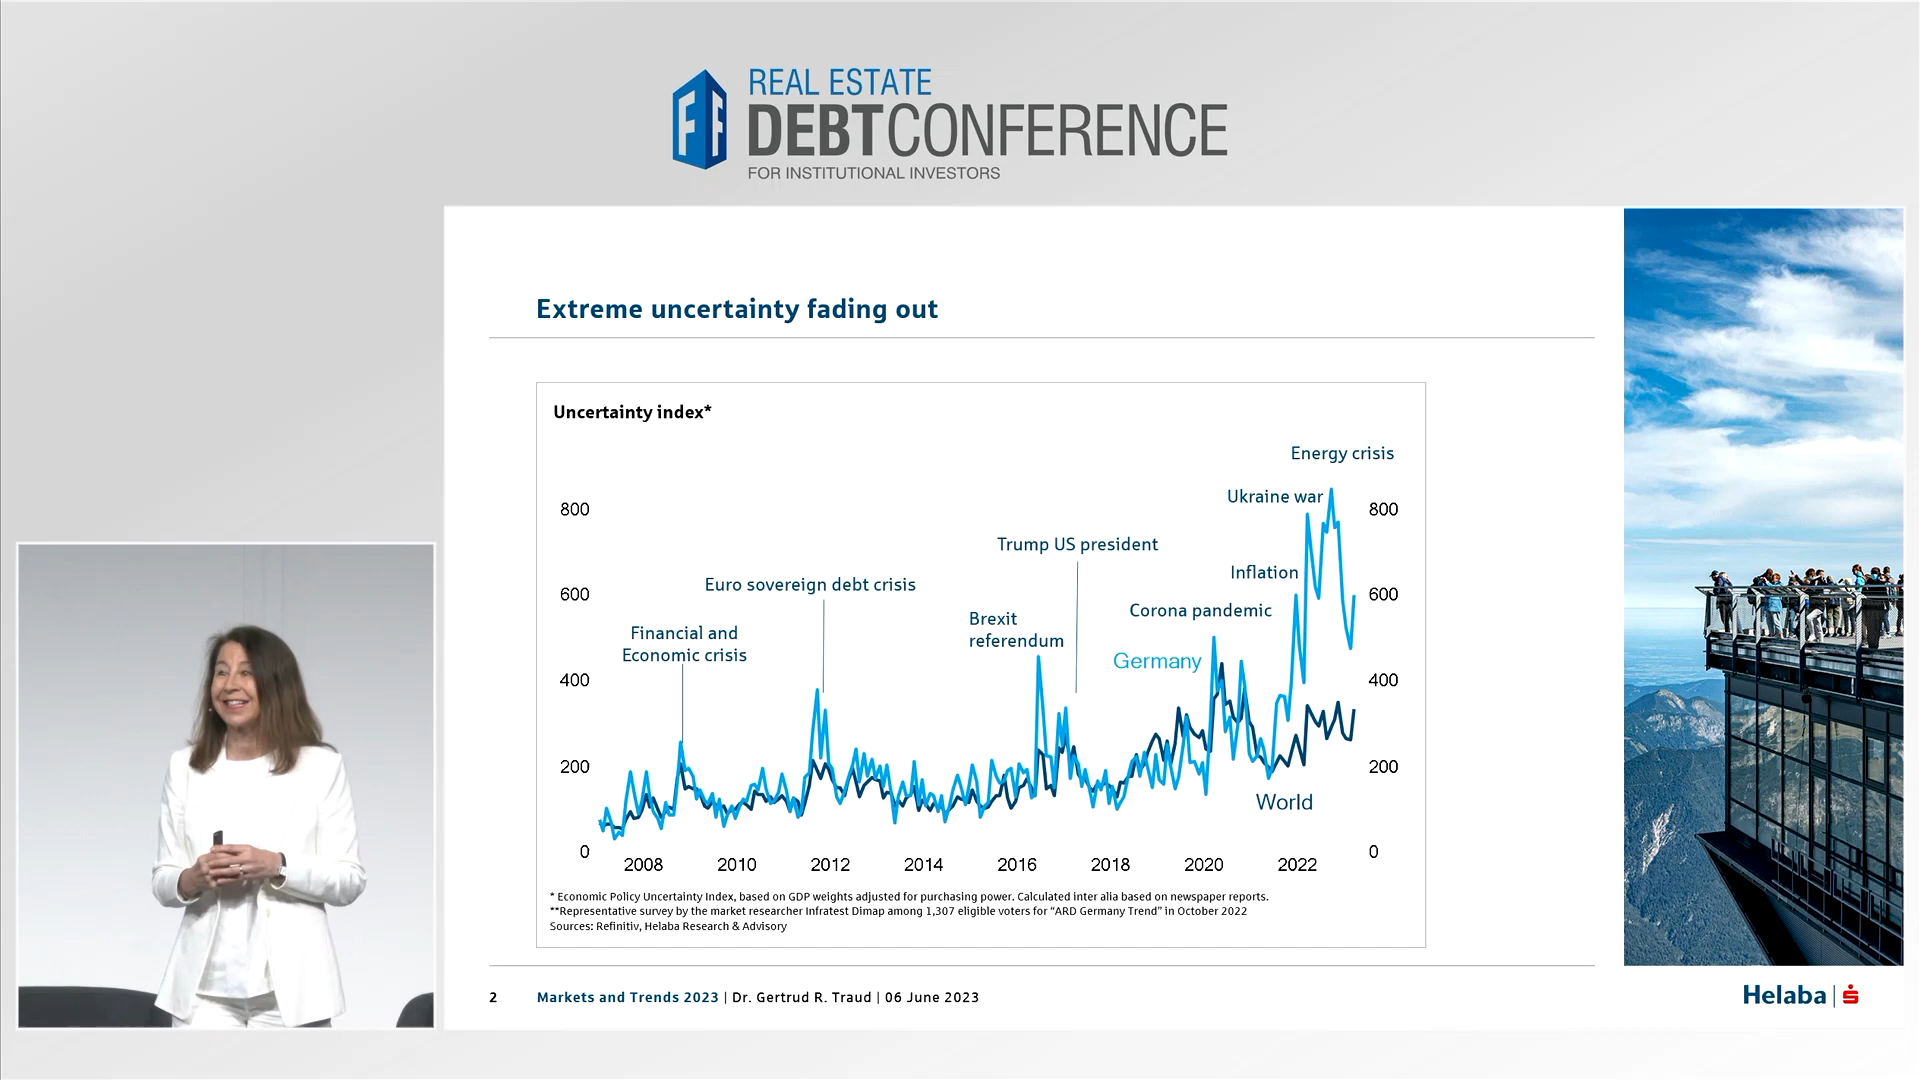 REAL ESTATE
DEBTCONFERENCE
FOR INSTITUTIONAL INVESTORS
Extreme uncertainty fading out
Uncertainty index*
Energy crisis
Ukraine war
800
800
Trump US president
Inflation
Euro sovereign debt crisis
600
600
Corona pandemic
Brexit
referendum
Financial and
Economic crisis
Germany
400
400
200
200
World
0
0
2008 2010 2012 2014 2016 2018 2020 2022
* Economic Policy Uncertainty Index, based on GDP weights adjusted for purchasing power. Calculated inter alia based on newspaper reports.
**Representative survey by the market researcher Infratest Dimap among 1,307 eligible voters for “ARD Germany Trend” in October 2022
Sources: Refinitiv, Helaba Research & Advisory
2 Markets and Trends 2023 | Dr. Gertrud R. Traud | 06 June 2023
Helaba